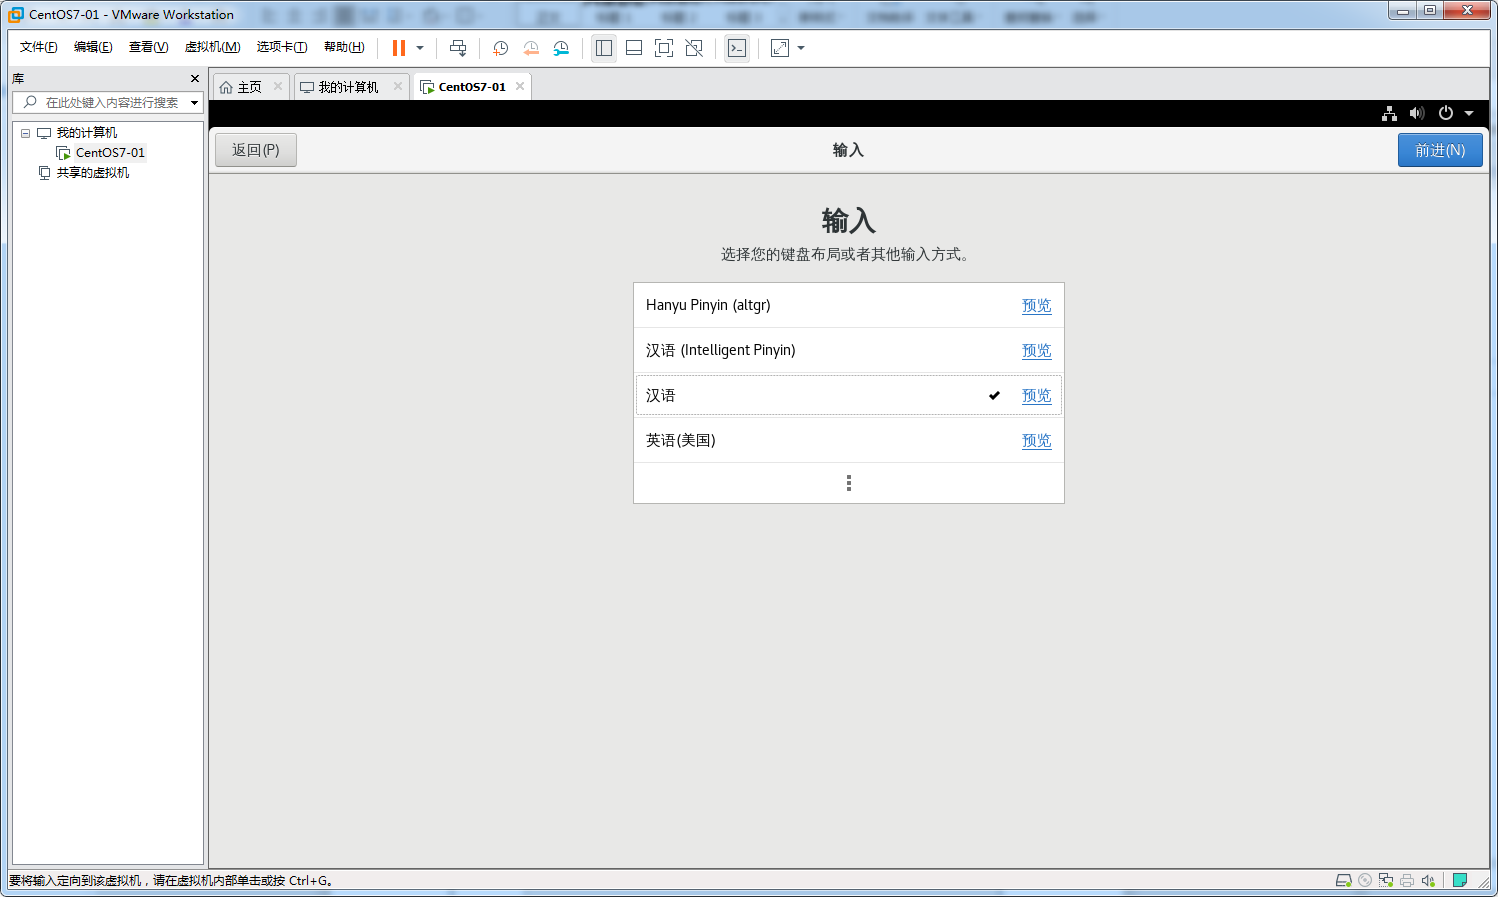 CentOS7-01 - VMware Workstation
文件(F) 编辑(E) 查看(V) 虚拟机(M) 选项卡(T) 帮助(H)
库
主页 我的计算机 CentOS7-01
在此处键入内容进行搜索
我的计算机
CentOS7-01
共享的虚拟机
返回(P) 输入 前进(N)
输入
选择您的键盘布局或者其他输入方式。
Hanyu Pinyin (altgr) 预览
汉语 (Intelligent Pinyin) 预览
汉语 预览
英语(美国) 预览
要将输入定向到该虚拟机，请在虚拟机内部单击或按 Ctrl+G。